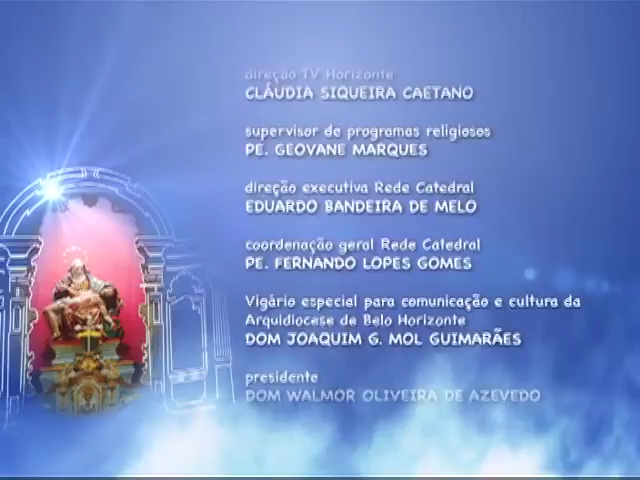 direção TV Horizonte
CLÁUDIA SIQUEIRA CAETANO
supervisor de programas religiosos
PE. GEOVANE MARQUES
direção executiva Rede Catedral
EDUARDO BANDEIRA DE MELO
coordenação geral Rede Catedral
PE. FERNANDO LOPES GOMES
Vigário especial para comunicação e cultura da
Arquidiocese de Belo Horizonte
DOM JOAQUIM G. MOL GUIMARÃES
presidente
DOM WALMOR OLIVEIRA DE AZEVEDO